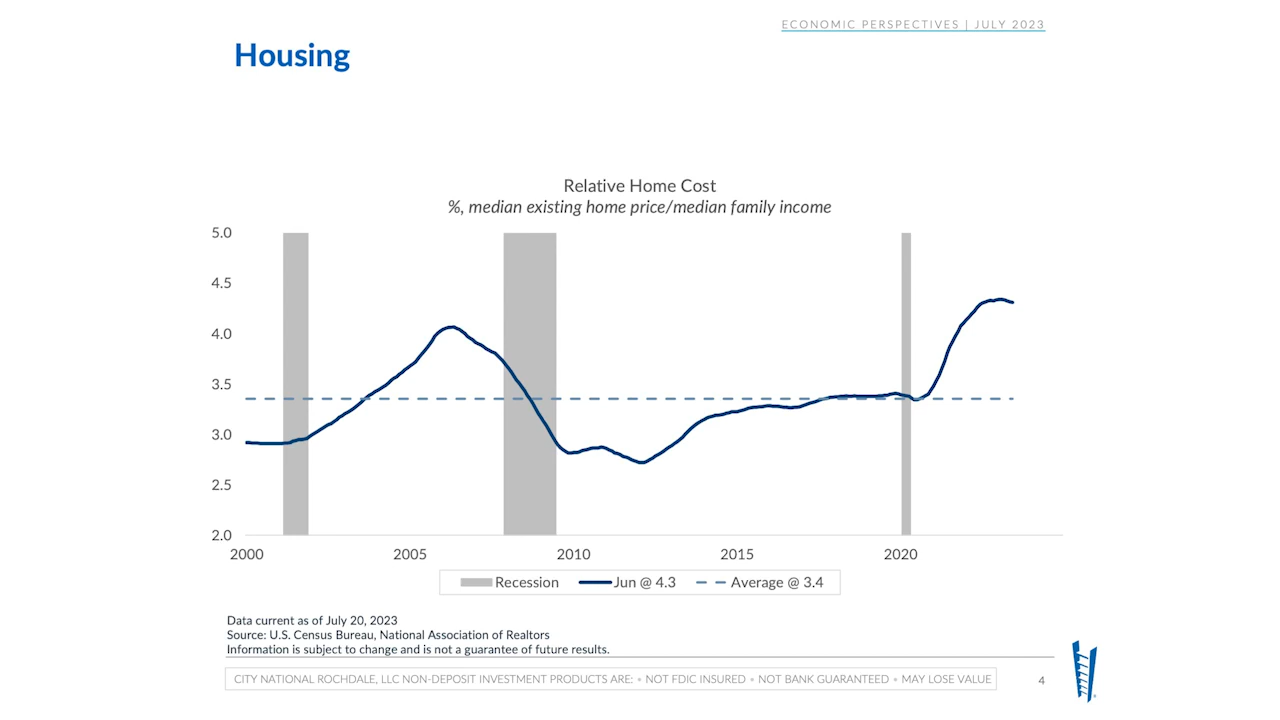 ECONOMIC PERSPECTIVES | JULY 2023
Housing
Relative Home Cost
%, median existing home price/median family income
5.0
4.5
4.0
3.5
3.0
2.5
2.0
2000 2005 2010 2015 2020
Recession Jun @ 4.3 Average @ 3.4
Data current as of July 20, 2023
Source: U.S. Census Bureau, National Association of Realtors
Information is subject to change and is not a guarantee of future results.
CITY NATIONAL ROCHDALE, LLC NON-DEPOSIT INVESTMENT PRODUCTS ARE: • NOT FDIC INSURED • NOT BANK GUARANTEED • MAY LOSE VALUE
4